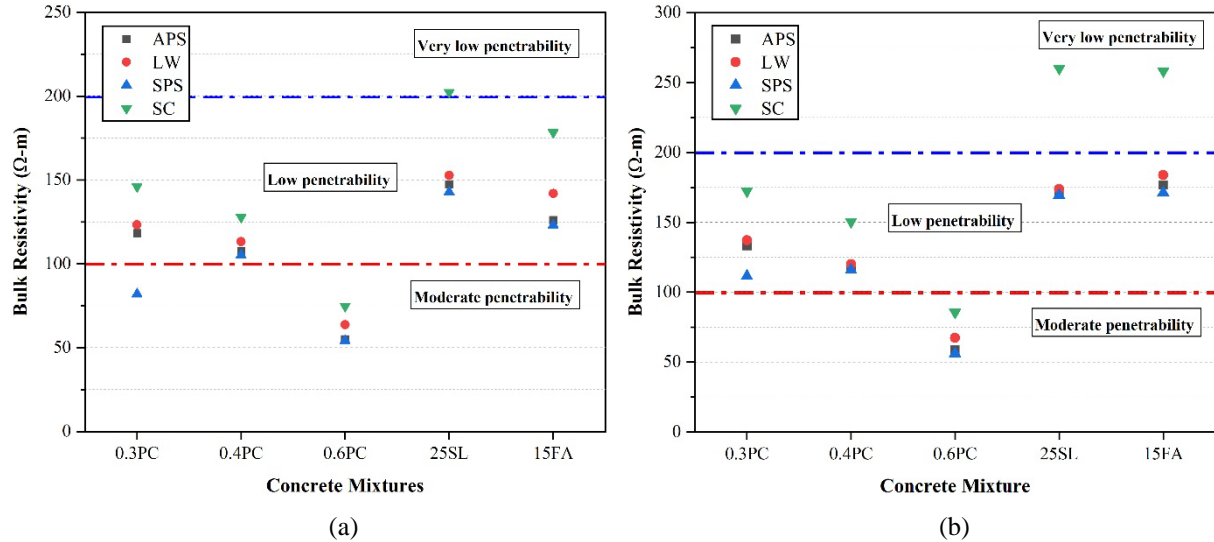 250
200
150
100
50
0
Bulk Resistivity (Ω-m)
APS
LW
SPS
SC
Very low penetrability
Low penetrability
Moderate penetrability
0.3PC
0.4PC
0.6PC
25SL
15FA
Concrete Mixtures
(a)
300
250
200
150
100
50
0
Bulk Resistivity (Ω-m)
APS
LW
SPS
SC
Very low penetrability
Low penetrability
Moderate penetrability
0.3PC
0.4PC
0.6PC
25SL
15FA
Concrete Mixture
(b)